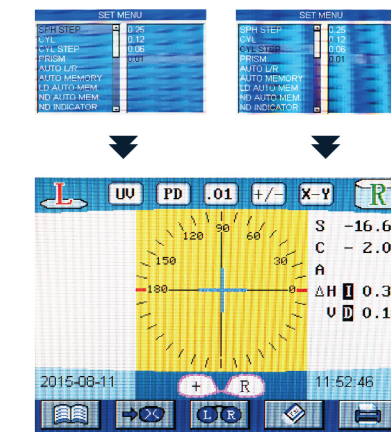 SET MENU
SPH STEP 0.25
CYL 0.12
CYL STEP 0.06
PRISM 0.01
AUTO L/R
AUTO MEMORY
LD AUTO MEM
ND AUTO MEM.
ND INDICATOR
SET MENU
SPH STEP 0.25
CYL 0.12
CYL STEP 0.06
PRISM 0.01
AUTO L/R
AUTO MEMORY
LD AUTO MEM.
ND AUTO MEM.
ND INDICATOR
L UV PD .01 +/- X-Y R
120 90 60
150 30
180 0
S -16.6
C - 2.0
A
ΔH I 0.3
V D 0.1
+ R
2015-08-11 11:52:46
L R